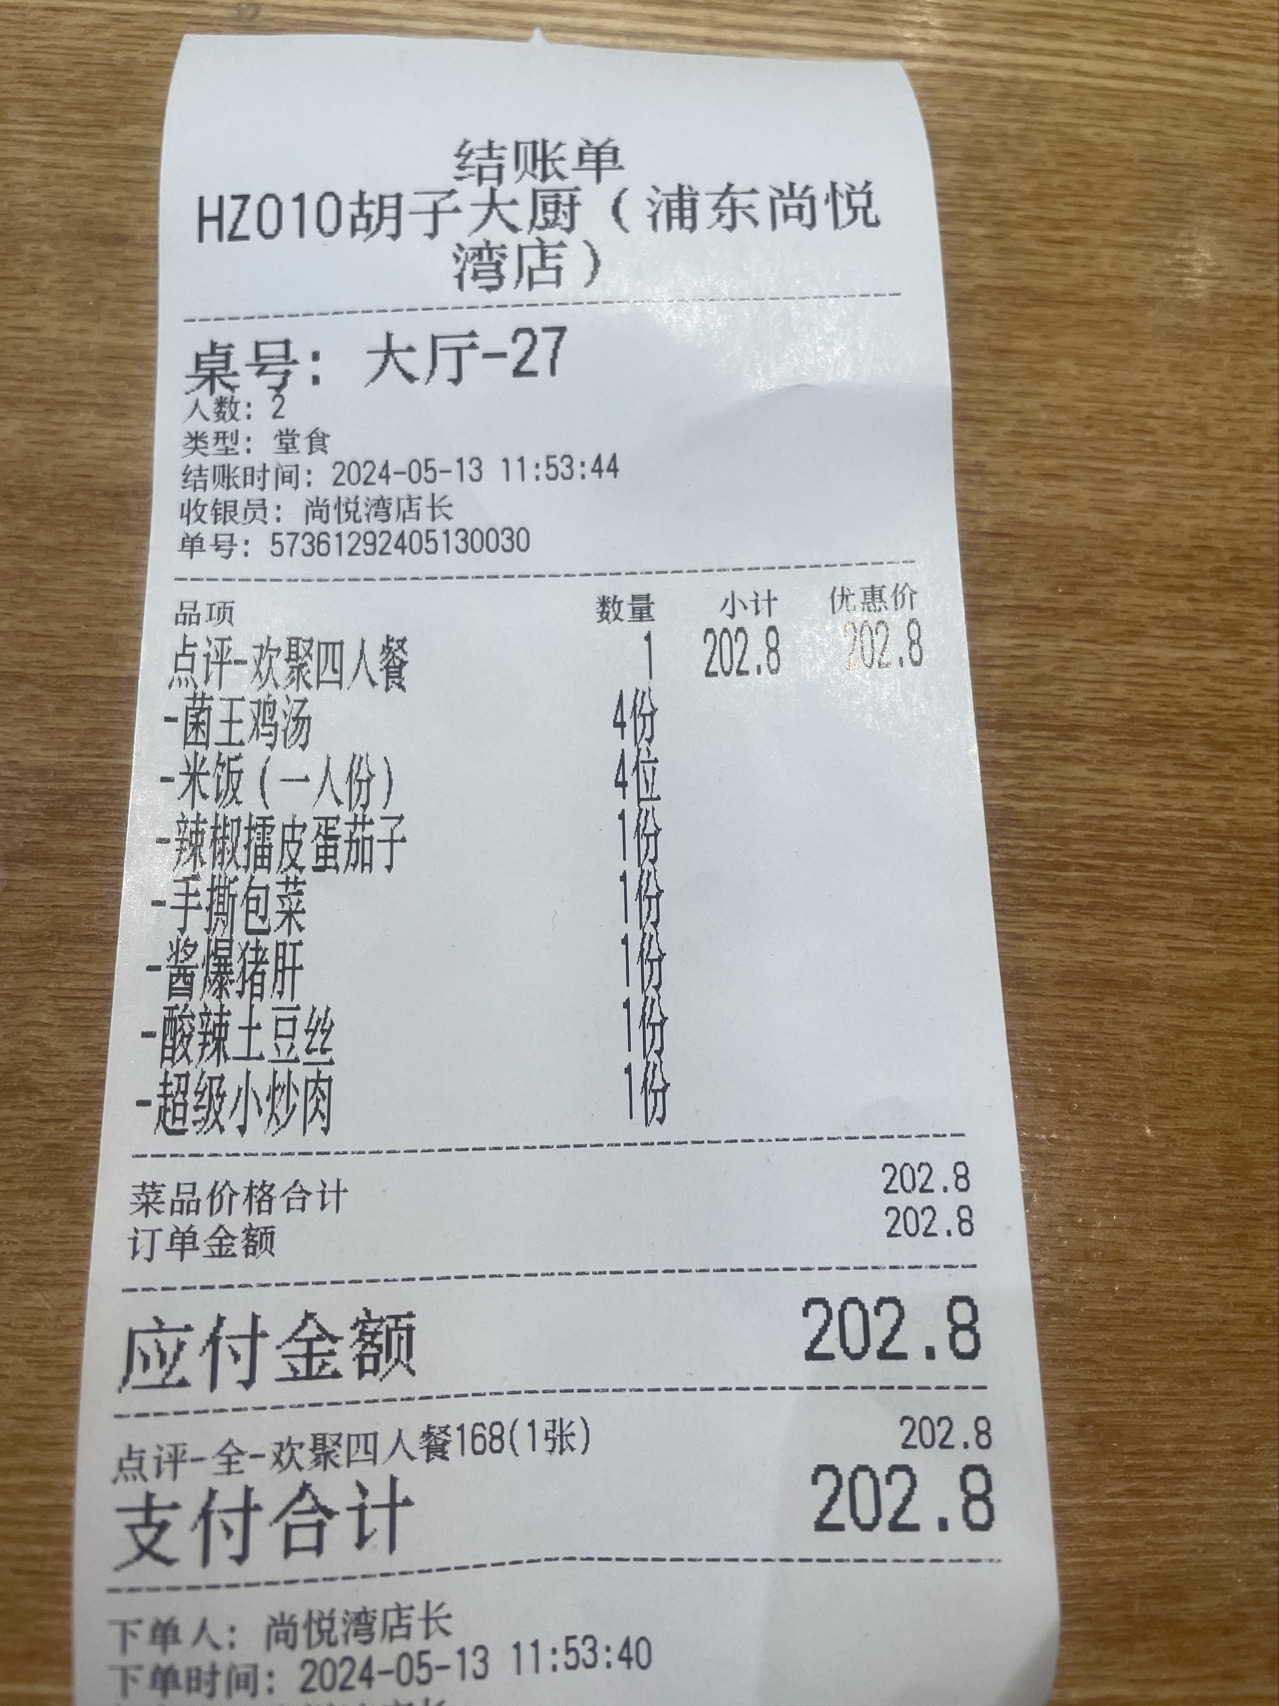 结账单
HZ010胡子大厨（浦东尚悦
湾店）
桌号：大厅-27
人数：2
类型：堂食
结账时间：2024-05-13 11:53:44
收银员：尚悦湾店长
单号：573612924051​30030
品项 数量 小计 优惠价
点评-欢聚四人餐 1 202.8 202.8
-菌王鸡汤 4份
-米饭（一人份） 4位
-辣椒擂皮蛋茄子 1份
-手撕包菜 1份
-酱爆猪肝 1份
-酸辣土豆丝 1份
-超级小炒肉 1份
菜品价格合计 202.8
订单金额 202.8
应付金额 202.8
点评-全-欢聚四人餐168(1张) 202.8
支付合计 202.8
下单人：尚悦湾店长
下单时间：2024-05-13 11:53:40